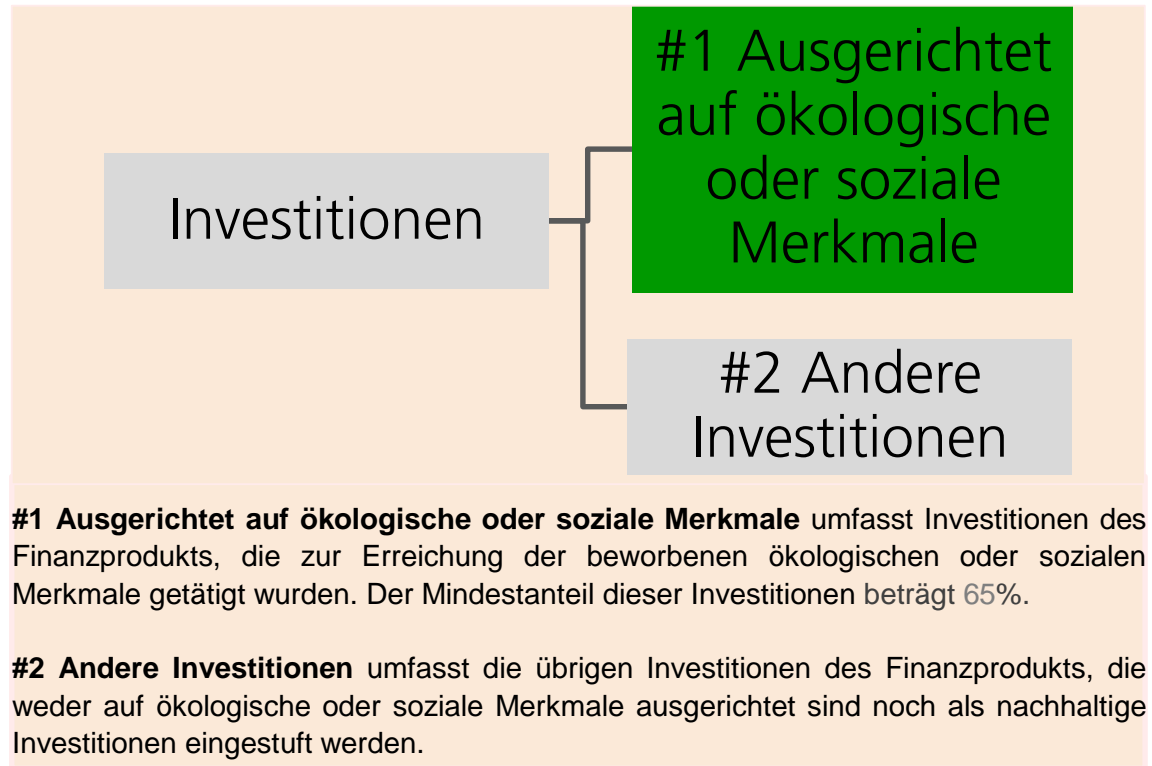 #1 Ausgerichtet
auf ökologische
oder soziale
Merkmale
Investitionen
#2 Andere
Investitionen
#1 Ausgerichtet auf ökologische oder soziale Merkmale umfasst Investitionen des
Finanzprodukts, die zur Erreichung der beworbenen ökologischen oder sozialen
Merkmale getätigt wurden. Der Mindestanteil dieser Investitionen beträgt 65%.
#2 Andere Investitionen umfasst die übrigen Investitionen des Finanzprodukts, die
weder auf ökologische oder soziale Merkmale ausgerichtet sind noch als nachhaltige
Investitionen eingestuft werden.